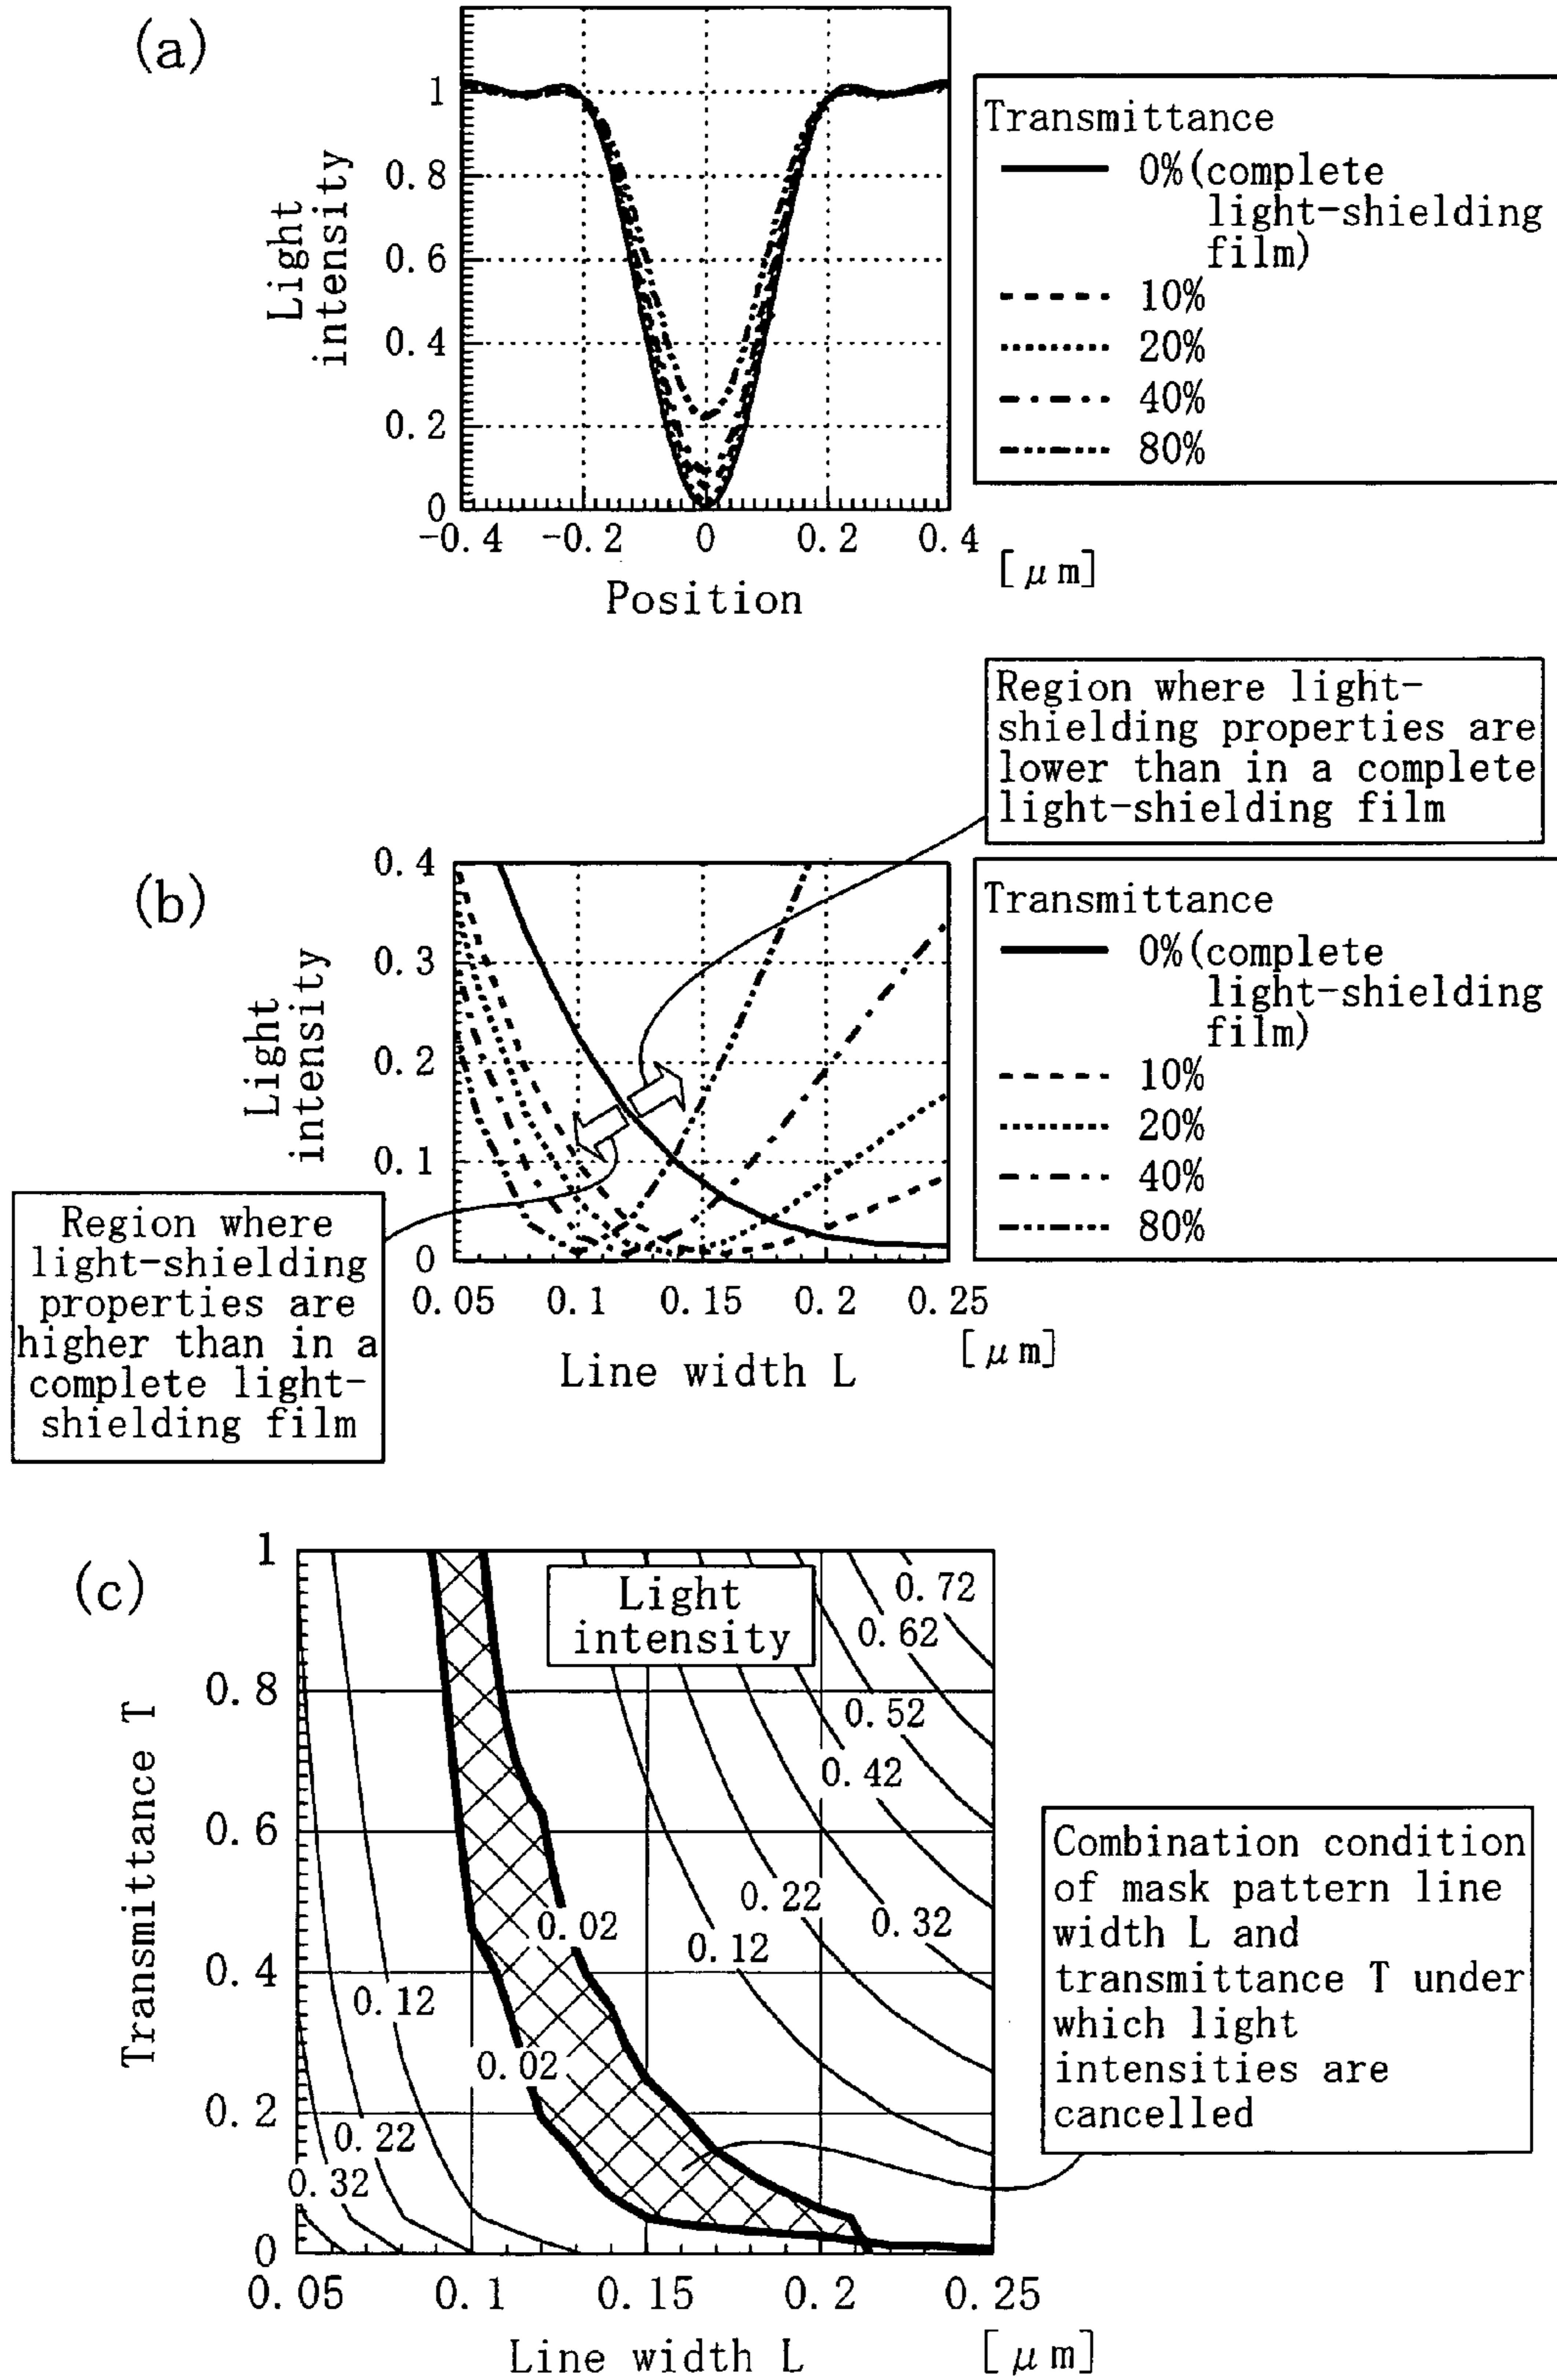 (a)
Light
intensity
1
0.8
0.6
0.4
0.2
0
-0.4 -0.2 0 0.2 0.4
[μm]
Position
Transmittance
0%(complete
light-shielding
film)
10%
20%
40%
80%
Region where light-
shielding properties are
lower than in a complete
light-shielding film
(b)
Light
intensity
0.4
0.3
0.2
0.1
0
0.05 0.1 0.15 0.2 0.25
[μm]
Line width L
Transmittance
0%(complete
light-shielding
film)
10%
20%
40%
80%
Region where
light-shielding
properties are
higher than in a
complete light-
shielding film
(c)
Transmittance T
1
0.8
0.6
0.4
0.2
0
Light
intensity
0.72
0.62
0.52
0.42
0.22
0.32
0.02
0.12
0.12
0.02
0.22
0.32
0.05 0.1 0.15 0.2 0.25
Line width L
[μm]
Combination condition
of mask pattern line
width L and
transmittance T under
which light
intensities are
cancelled